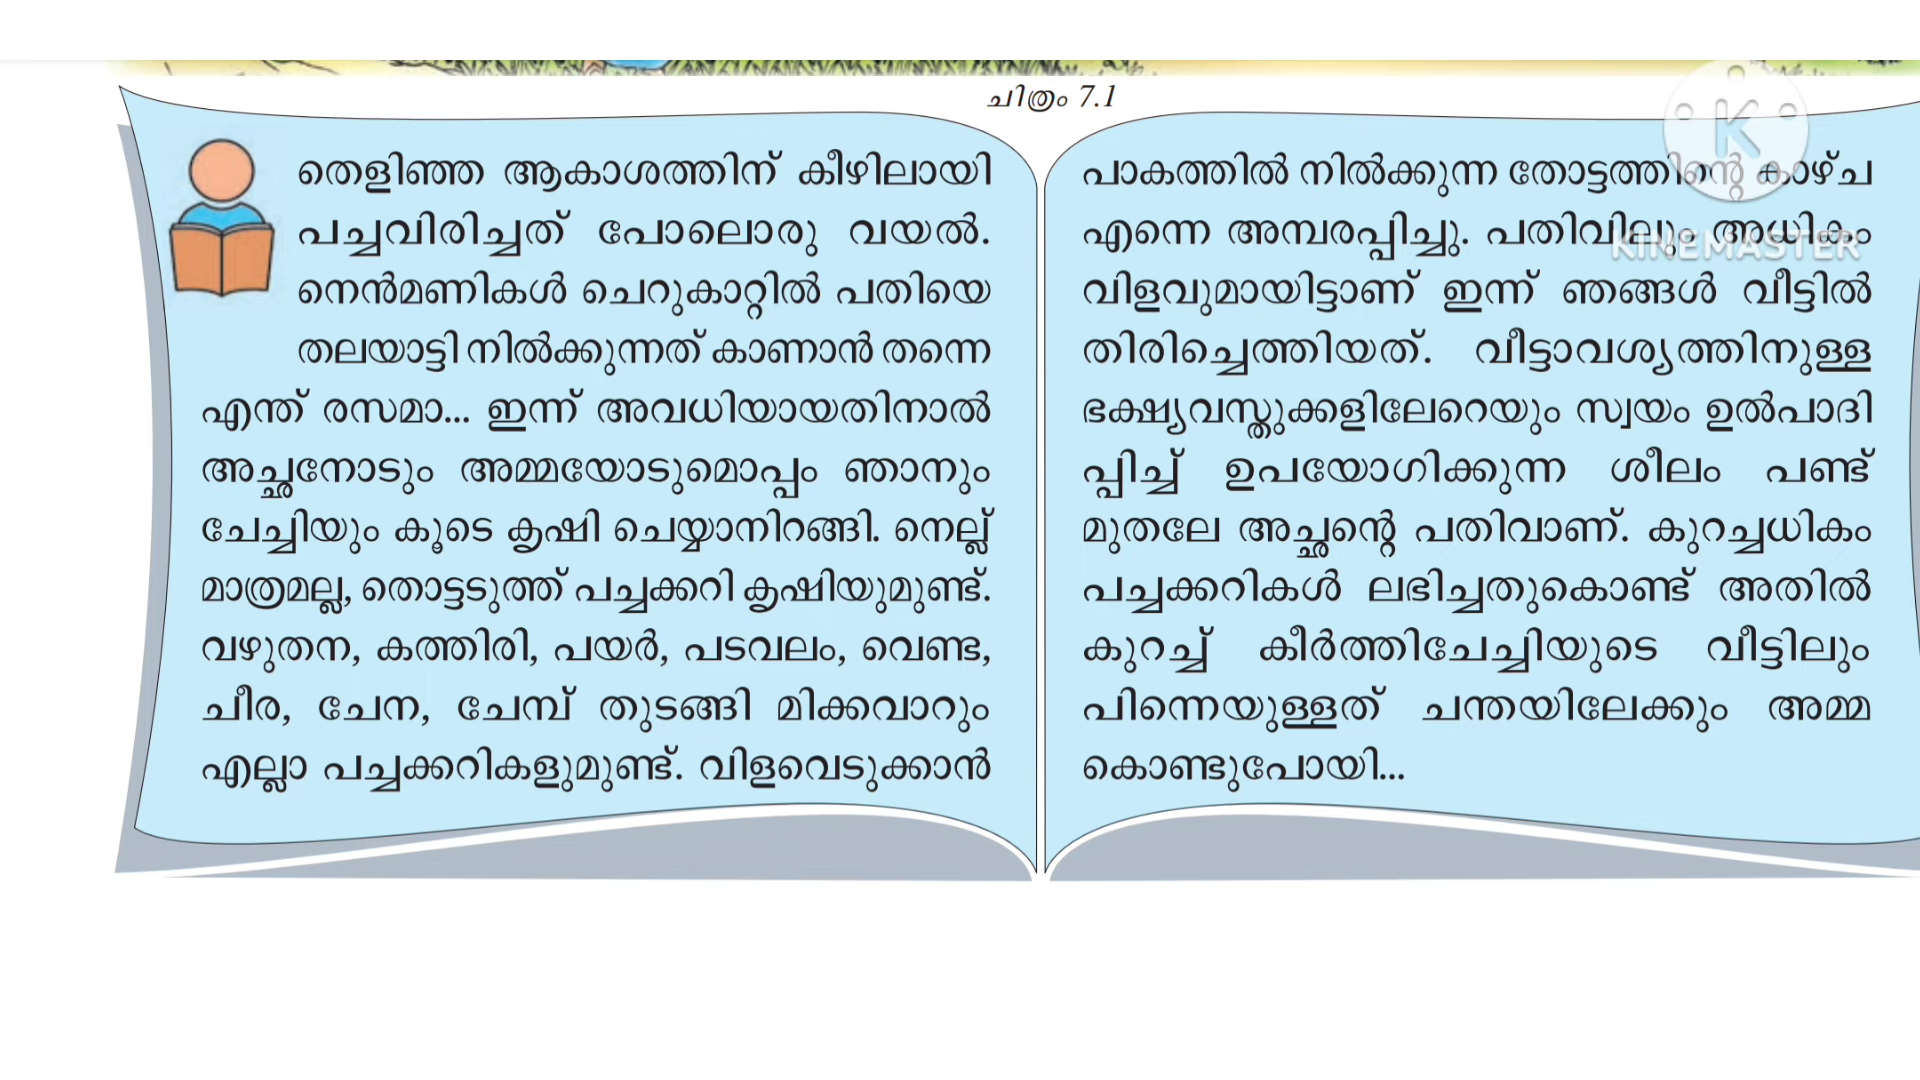 ചിത്രം 7.1
തെളിഞ്ഞ ആകാശത്തിന് കീഴിലായി
പച്ചവിരിച്ചത് പോലൊരു വയൽ.
നെൻമണികൾ ചെറുകാറ്റിൽ പതിയെ
തലയാട്ടി നിൽക്കുന്നത് കാണാൻ തന്നെ
എന്ത് രസമാ... ഇന്ന് അവധിയായതിനാൽ
അച്ഛനോടും അമ്മയോടുമൊപ്പം ഞാനും
ചേച്ചിയും കൂടെ കൃഷി ചെയ്യാനിറങ്ങി. നെല്ല്
മാത്രമല്ല, തൊട്ടടുത്ത് പച്ചക്കറി കൃഷിയുമുണ്ട്.
വഴുതന, കത്തിരി, പയർ, പടവലം, വെണ്ട,
ചീര, ചേന, ചേമ്പ് തുടങ്ങി മിക്കവാറും
എല്ലാ പച്ചക്കറികളുമുണ്ട്. വിളവെടുക്കാൻ
പാകത്തിൽ നിൽക്കുന്ന തോട്ടത്തിന്റെ കാഴ്ച
എന്നെ അമ്പരപ്പിച്ചു. പതിവിലും അധികം
വിളവുമായിട്ടാണ് ഇന്ന് ഞങ്ങൾ വീട്ടിൽ
തിരിച്ചെത്തിയത്. വീട്ടാവശ്യത്തിനുള്ള
ഭക്ഷ്യവസ്തുക്കളിലേറെയും സ്വയം ഉൽപാദി
പ്പിച്ച് ഉപയോഗിക്കുന്ന ശീലം പണ്ട്
മുതലേ അച്ഛന്റെ പതിവാണ്. കുറച്ചധികം
പച്ചക്കറികൾ ലഭിച്ചതുകൊണ്ട് അതിൽ
കുറച്ച് കീർത്തിചേച്ചിയുടെ വീട്ടിലും
പിന്നെയുള്ളത് ചന്തയിലേക്കും അമ്മ
കൊണ്ടുപോയി...
K
KINEMASTER